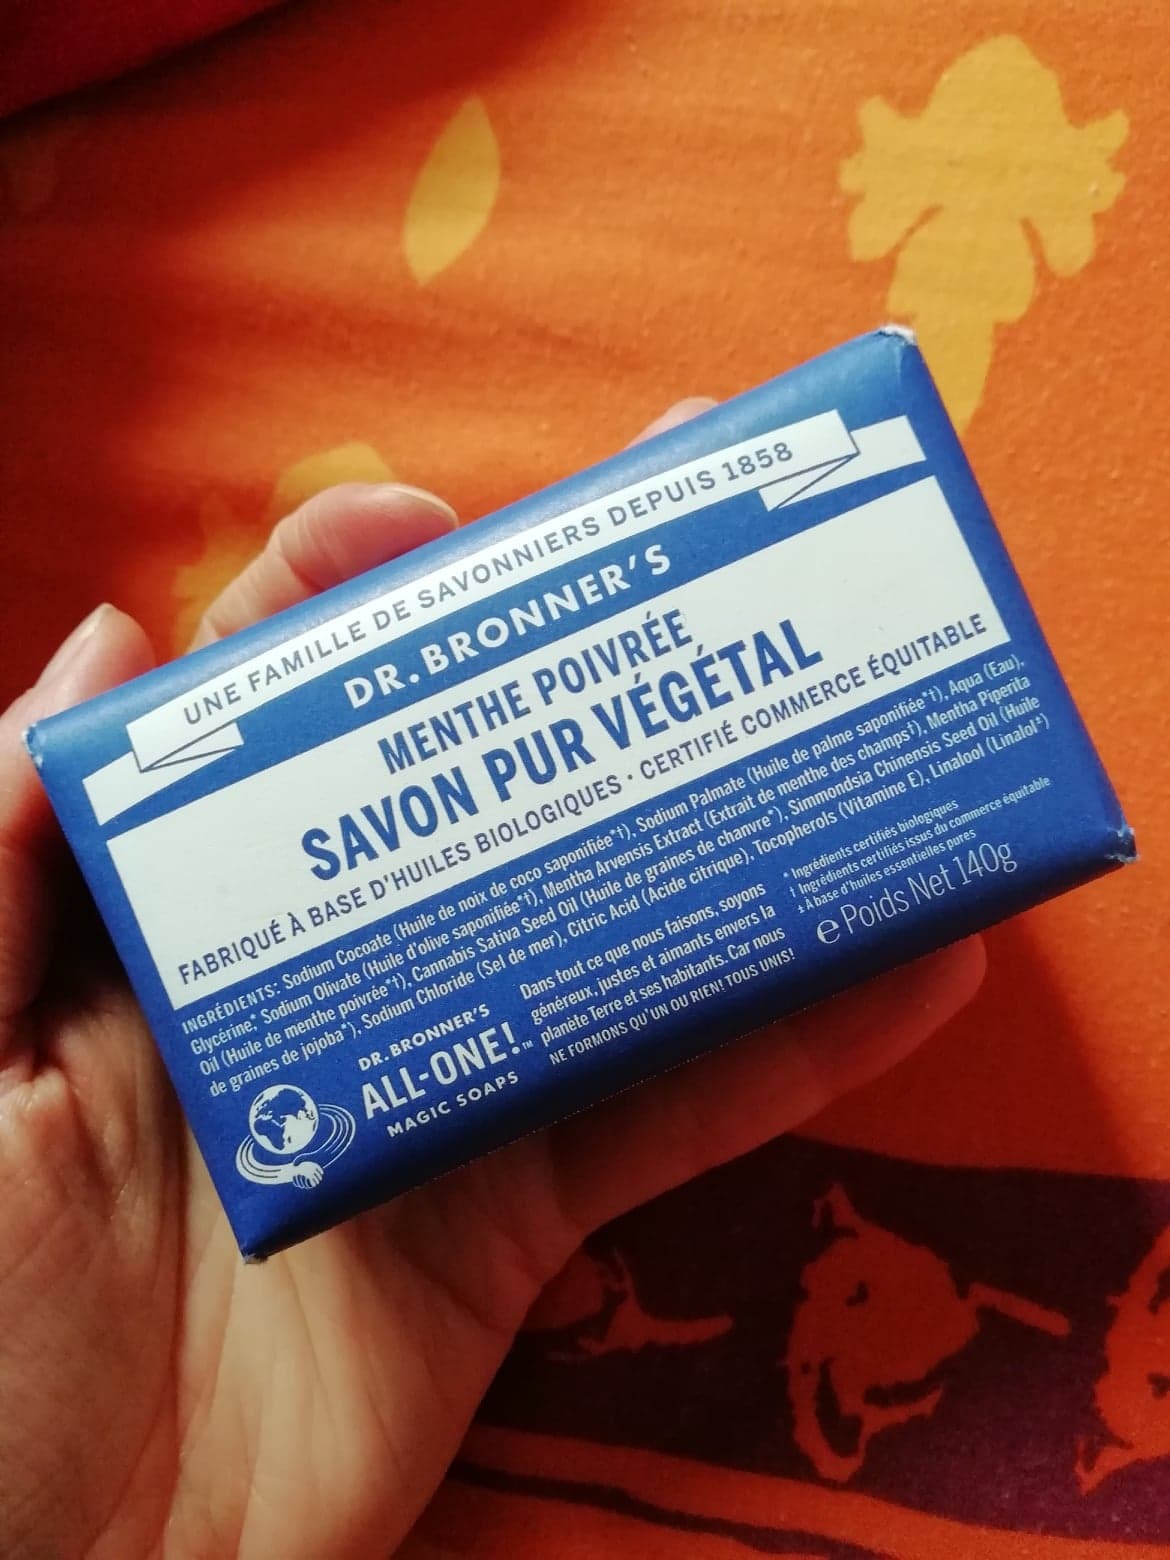 UNE FAMILLE DE SAVONNIERS DEPUIS 1858
DR. BRONNER'S
MENTHE POIVRÉE
SAVON PUR VÉGÉTAL
FABRIQUÉ À BASE D'HUILES BIOLOGIQUES · CERTIFIÉ COMMERCE ÉQUITABLE
INGRÉDIENTS: Sodium Cocoate (Huile de noix de coco saponifiée*†), Sodium Palmate (Huile de palme saponifiée*†), Aqua (Eau),
Glycérine*, Sodium Olivate (Huile d'olive saponifiée*†), Mentha Arvensis Extract (Extrait de menthe des champs*†), Mentha Piperita
Oil (Huile de menthe poivrée*†), Cannabis Sativa Seed Oil (Huile de graines de chanvre*), Simmondsia Chinensis Seed Oil (Huile
de graines de jojoba*), Sodium Chloride (Sel de mer), Citric Acid (Acide citrique), Tocopherols (Vitamine E), Linalool (Linalol‡)
DR. BRONNER'S
ALL-ONE!™
MAGIC SOAPS
Dans tout ce que nous faisons, soyons
généreux, justes et aimants envers la
planète Terre et ses habitants. Car nous
NE FORMONS QU'UN OU RIEN! TOUS UNIS!
* Ingrédients certifiés biologiques
† Ingrédients certifiés issus du commerce équitable
‡ A base d'huiles essentielles pures
℮ Poids Net 140g